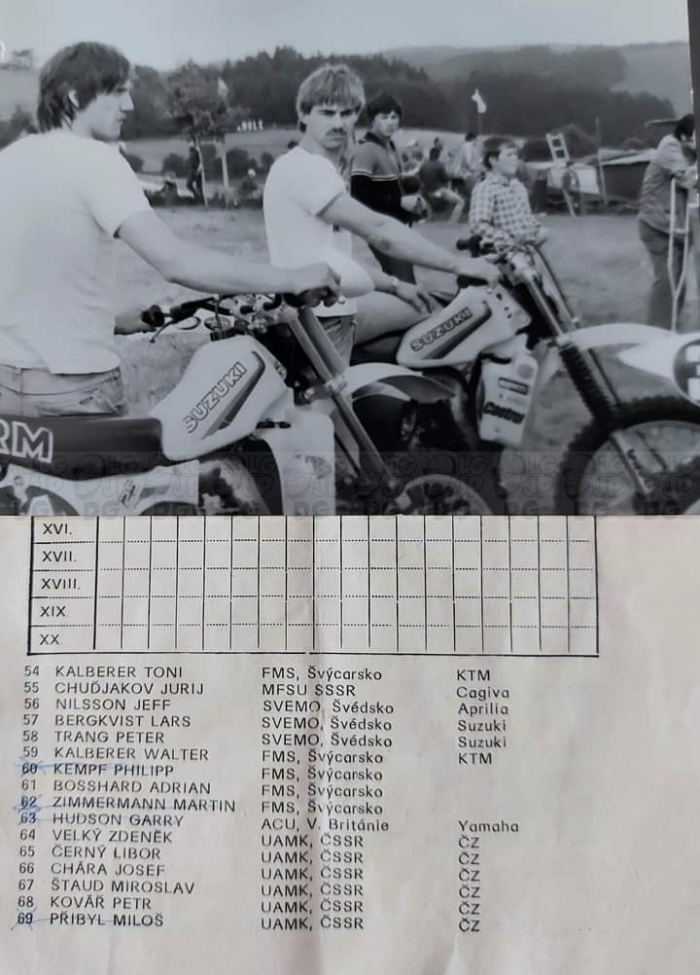 SUZUKI
SUZUKI
Castrol
RM
XVI.
XVII.
XVIII.
XIX.
XX.
54 KALBERER TONI FMS, Švýcarsko KTM
55 CHUĎJAKOV JURIJ MFSU SSSR Cagiva
56 NILSSON JEFF SVEMO, Švédsko Aprilia
57 BERGKVIST LARS SVEMO, Švédsko Suzuki
58 TRANG PETER SVEMO, Švédsko Suzuki
59 KALBERER WALTER FMS, Švýcarsko KTM
60 KEMPF PHILIPP FMS, Švýcarsko
61 BOSSHARD ADRIAN FMS, Švýcarsko
62 ZIMMERMANN MARTIN FMS, Švýcarsko
63 HUDSON GARRY ACU, V. Británie Yamaha
64 VELKÝ ZDENĚK UAMK, ČSSR ČZ
65 ČERNÝ LIBOR UAMK, ČSSR ČZ
66 CHÁRA JOSEF UAMK, ČSSR ČZ
67 ŠTAUD MIROSLAV UAMK, ČSSR ČZ
68 KOVÁŘ PETR UAMK, ČSSR ČZ
69 PŘIBYL MILOŠ UAMK, ČSSR ČZ